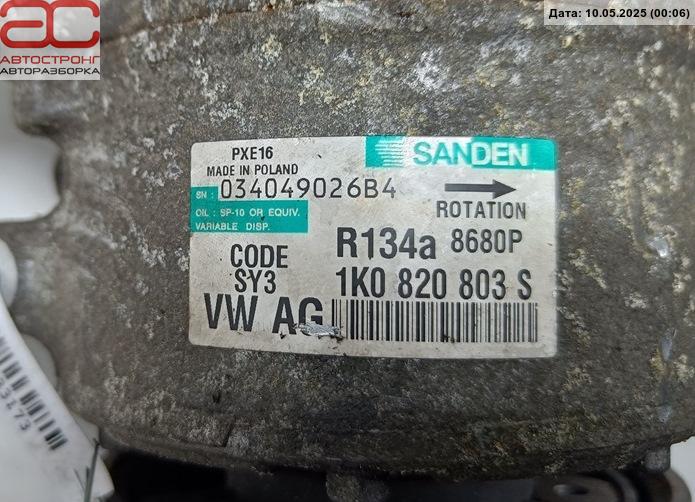 Дата: 10.05.2025 (00:06)
АС
АВТОСТРОНГ
АВТОРАЗБОРКА
PXE16
MADE IN POLAND
SANDEN
SN : 034049026B4
ROTATION
OIL : SP-10 OR EQUIV.
VARIABLE DISP.
R134a 8680P
CODE
SY3
1K0 820 803 S
VW AG